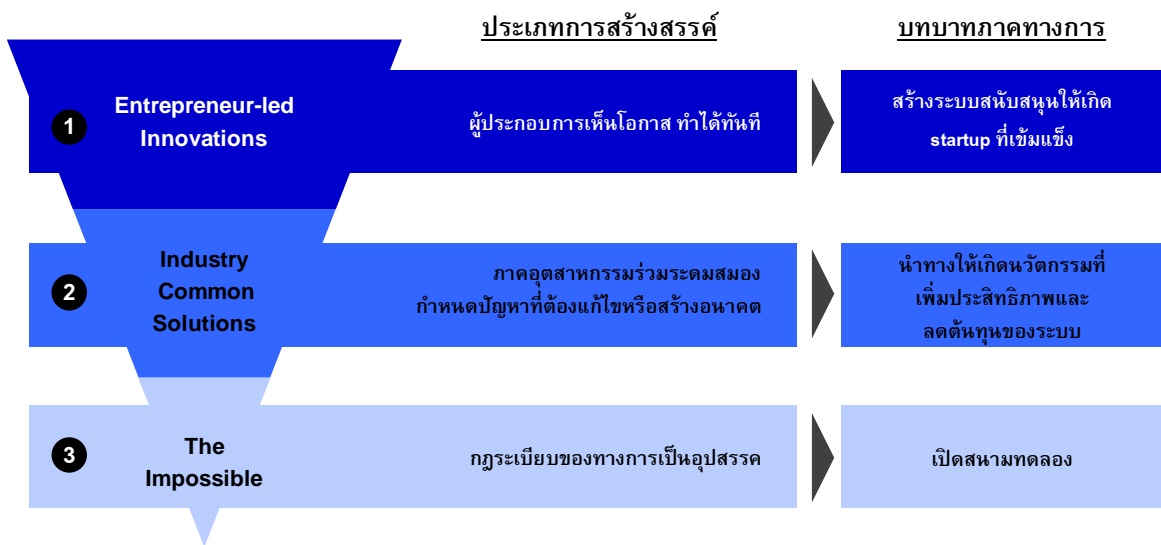 ประเภทการสร้างสรรค์
บทบาทภาคทางการ
1
Entrepreneur-led
Innovations
ผู้ประกอบการเห็นโอกาส ทำได้ทันที
สร้างระบบสนับสนุนให้เกิด
startup ที่เข้มแข็ง
2
Industry
Common
Solutions
ภาคอุตสาหกรรมร่วมระดมสมอง
กำหนดปัญหาที่ต้องแก้ไขหรือสร้างอนาคต
นำทางให้เกิดนวัตกรรมที่
เพิ่มประสิทธิภาพและ
ลดต้นทุนของระบบ
3
The
Impossible
กฎระเบียบของทางการเป็นอุปสรรค
เปิดสนามทดลอง